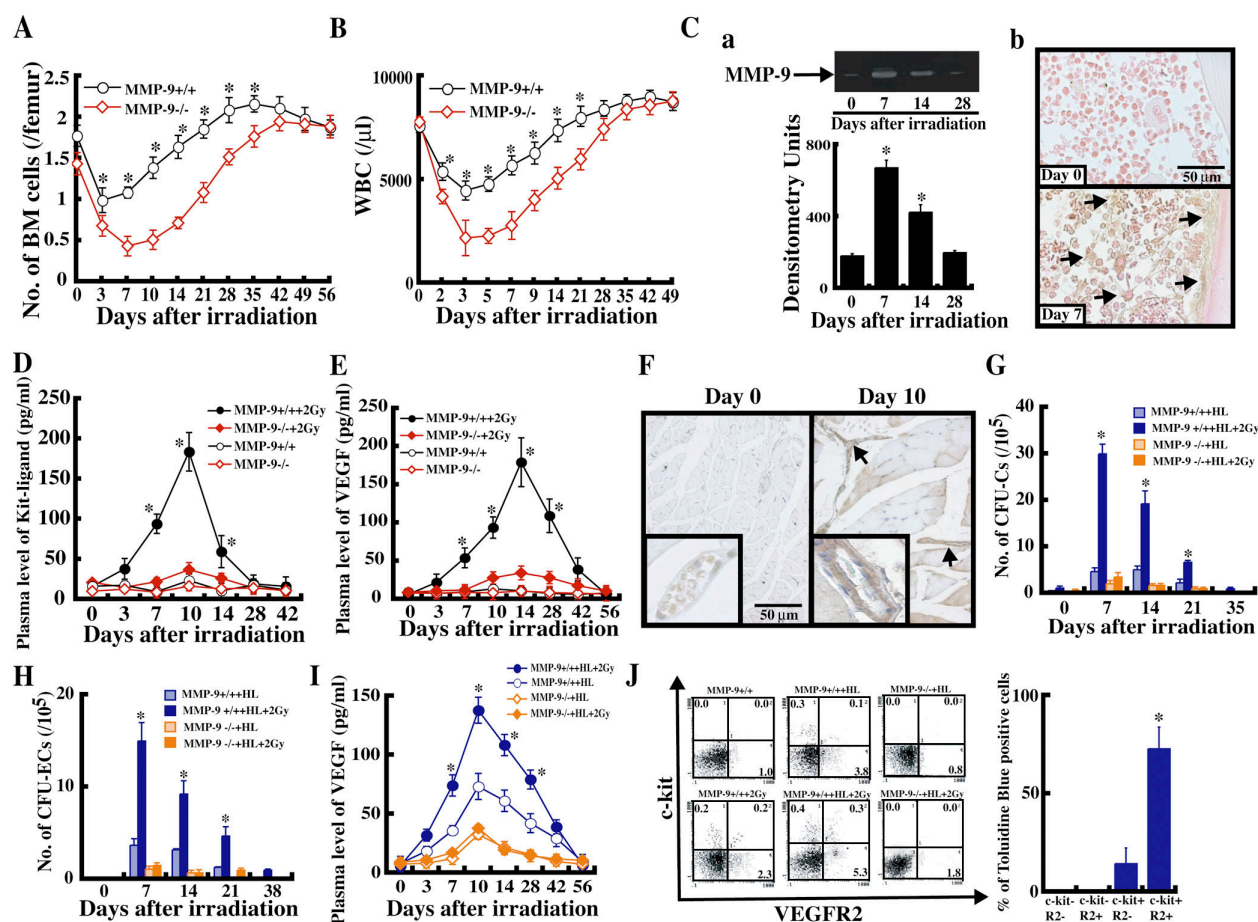 A
No. of BM cells (/femur)
2.5
2
1.5
1
0.5
0
MMP-9+/+
MMP-9-/-
* * * * * * *
0 3 7 10 14 21 28 35 42 49 56
Days after irradiation
B
WBC (/μl)
10000
5000
0
MMP-9+/+
MMP-9-/-
* * * * * * *
0 2 3 5 7 9 14 21 28 35 42 49
Days after irradiation
C
a
MMP-9
0 7 14 28
Days after irradiation
Densitometry Units
800
400
0
* *
0 7 14 28
Days after irradiation
b
50 μm
Day 0
Day 7
D
Plasma level of Kit-ligand (pg/ml)
250
200
150
100
50
0
MMP-9+/++2Gy
MMP-9-/-+2Gy
MMP-9+/+
MMP-9-/-
* * *
0 3 7 10 14 28 42
Days after irradiation
E
Plasma level of VEGF (pg/ml)
250
200
150
100
50
0
MMP-9+/++2Gy
MMP-9-/-+2Gy
MMP-9+/+
MMP-9-/-
* * * *
0 3 7 10 14 28 42 56
Days after irradiation
F
Day 0 Day 10
50 μm
G
No. of CFU-Cs (/10⁵)
40
30
20
10
0
MMP-9+/++HL
MMP-9 +/++HL+2Gy
MMP-9 -/-+HL
MMP-9 -/-+HL+2Gy
* * *
0 7 14 21 35
Days after irradiation
H
No. of CFU-ECs (/10⁵)
20
10
0
MMP-9+/++HL
MMP-9 +/++HL+2Gy
MMP-9 -/-+HL
MMP-9 -/-+HL+2Gy
* * *
0 7 14 21 38
Days after irradiation
I
Plasma level of VEGF (pg/ml)
200
150
100
50
0
MMP-9+/++HL+2Gy
MMP-9+/++HL
MMP-9-/-+HL
MMP-9-/-+HL+2Gy
* * * *
0 3 7 10 14 28 42 56
Days after irradiation
J
c-kit
MMP-9+/+ MMP-9+/++HL MMP-9-/-+HL
0.0 0.0² 0.3 0.1² 0.0 0.0²
1.0 3.8 0.8
MMP-9+/++2Gy MMP-9+/++HL+2Gy MMP-9-/-+HL+2Gy
0.2 0.2² 0.4 0.3² 0.0 0.0²
2.3 5.3 1.8
VEGFR2
% of Toluidine Blue positive cells
100
50
0
*
c-kit- c-kit- c-kit+ c-kit+
R2- R2+ R2- R2+